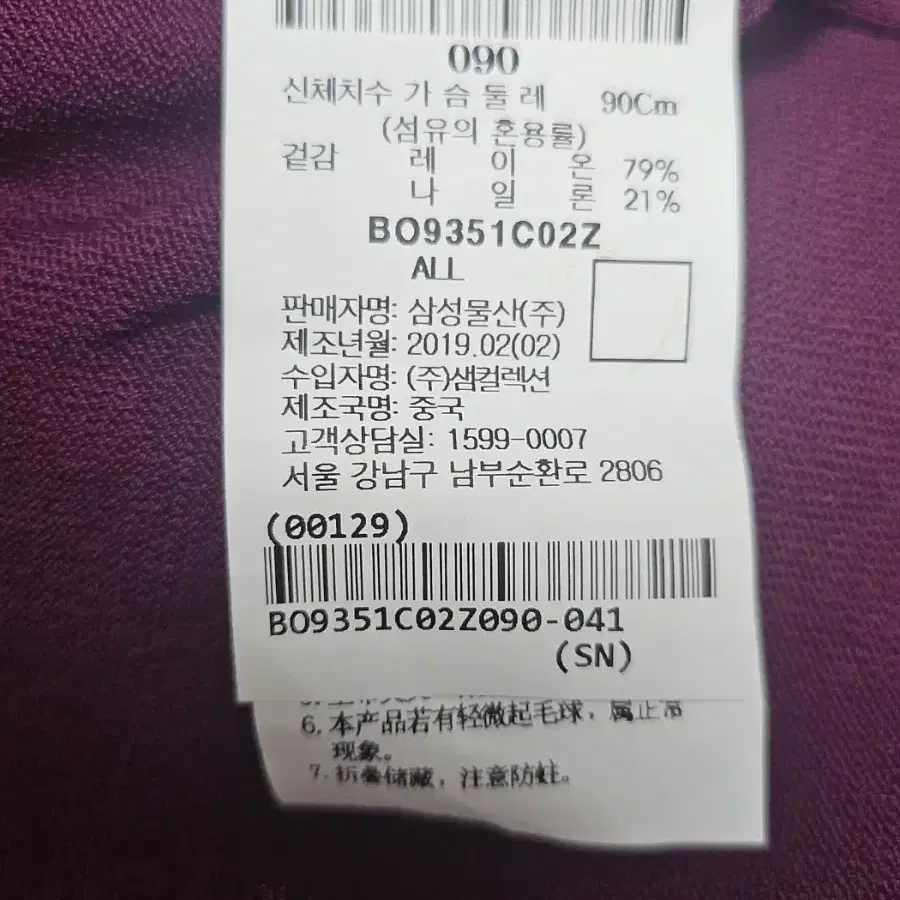 090
신체치수 가 슴 둘 레 90Cm
(섬유의 혼용률)
겉감 레 이 온 79%
나 일 론 21%
BO9351C02Z
ALL
판매자명: 삼성물산(주)
제조년월: 2019.02(02)
수입자명: (주)샘컬렉션
제조국명: 중국
고객상담실: 1599-0007
서울 강남구 남부순환로 2806
(00129)
BO9351C02Z090-041
(SN)
6. 本产品若有轻微起毛球，属正常
现象。
7. 折叠储藏，注意防蛀。